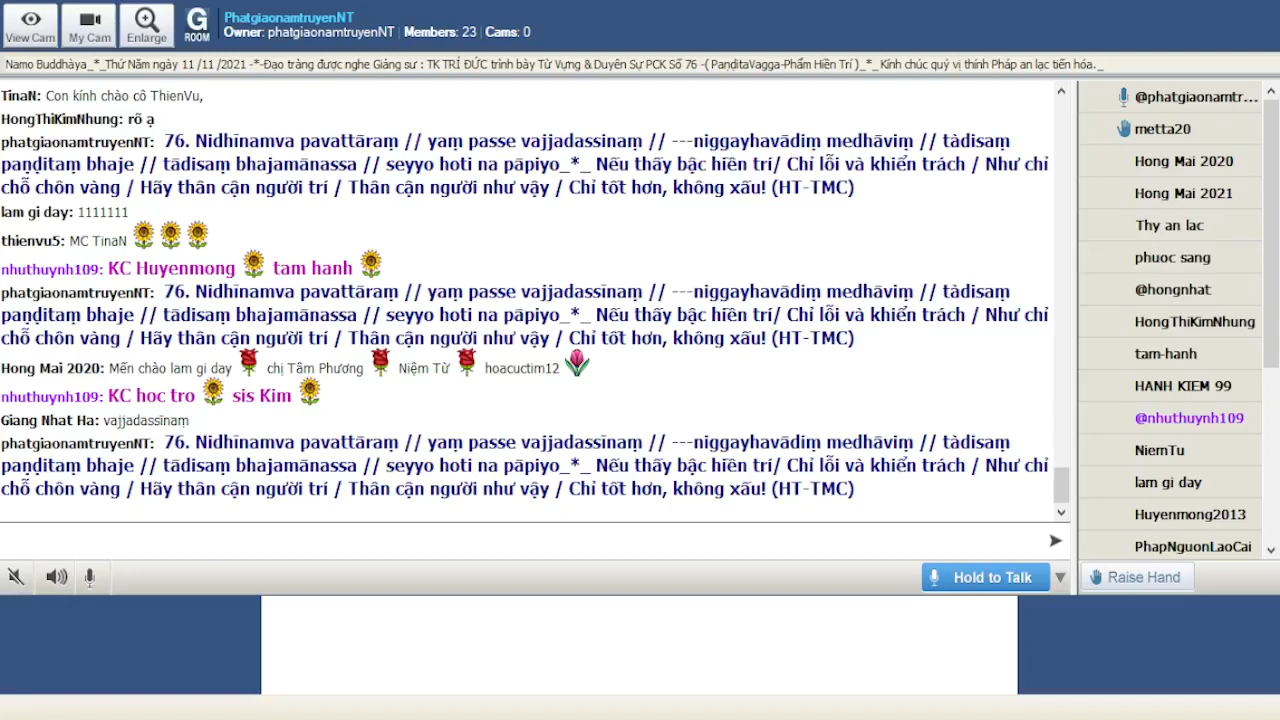 View Cam
My Cam
Enlarge
G
ROOM
PhatgiaonamtruyenNT
Owner: phatgiaonamtruyenNT | Members: 23 | Cams: 0
Namo Buddhàya_*_Thứ Năm ngày 11 /11 /2021 -*-Đạo tràng được nghe Giảng sư : TK TRÍ ĐỨC trình bày Từ Vựng & Duyên Sự PCK Số 76 -( PaṇḍitaVagga-Phẩm Hiền Trí )_*_ Kính chúc quý vị thính Pháp an lạc tiến hóa._
TinaN: Con kính chào cô ThienVu,
HongThiKimNhung: rõ ạ
phatgiaonamtruyenNT: 76. Nidhīnamva pavattāraṃ // yaṃ passe vajjadassinaṃ // ---niggayhavādiṃ medhāviṃ // tàdisaṃ
paṇḍitaṃ bhaje // tādisaṃ bhajamānassa // seyyo hoti na pāpiyo_*_ Nếu thấy bậc hiền trí/ Chỉ lỗi và khiển trách / Như chỉ
chỗ chôn vàng / Hãy thân cận người trí / Thân cận người như vậy / Chỉ tốt hơn, không xấu! (HT-TMC)
lam gi day: 1111111
thienvu5: MC TinaN
nhuthuynh109: KC Huyenmong tam hanh
phatgiaonamtruyenNT: 76. Nidhīnamva pavattāraṃ // yaṃ passe vajjadassīnaṃ // ---niggayhavādiṃ medhāviṃ // tàdisaṃ
paṇḍitaṃ bhaje // tādisaṃ bhajamānassa // seyyo hoti na pāpiyo_*_ Nếu thấy bậc hiền trí/ Chỉ lỗi và khiển trách / Như chỉ
chỗ chôn vàng / Hãy thân cận người trí / Thân cận người như vậy / Chỉ tốt hơn, không xấu! (HT-TMC)
Hong Mai 2020: Mến chào lam gi day chị Tâm Phương Niệm Từ hoacuctim12
nhuthuynh109: KC hoc tro sis Kim
Giang Nhat Ha: vajjadassīnaṃ
phatgiaonamtruyenNT: 76. Nidhīnamva pavattāraṃ // yaṃ passe vajjadassīnaṃ // ---niggayhavādiṃ medhāviṃ // tàdisaṃ
paṇḍitaṃ bhaje // tādisaṃ bhajamānassa // seyyo hoti na pāpiyo_*_ Nếu thấy bậc hiền trí/ Chỉ lỗi và khiển trách / Như chỉ
chỗ chôn vàng / Hãy thân cận người trí / Thân cận người như vậy / Chỉ tốt hơn, không xấu! (HT-TMC)
Hold to Talk
@phatgiaonamtr...
metta20
Hong Mai 2020
Hong Mai 2021
Thy an lac
phuoc sang
@hongnhat
HongThiKimNhung
tam-hanh
HANH KIEM 99
@nhuthuynh109
NiemTu
lam gi day
Huyenmong2013
PhapNguonLaoCai
Raise Hand